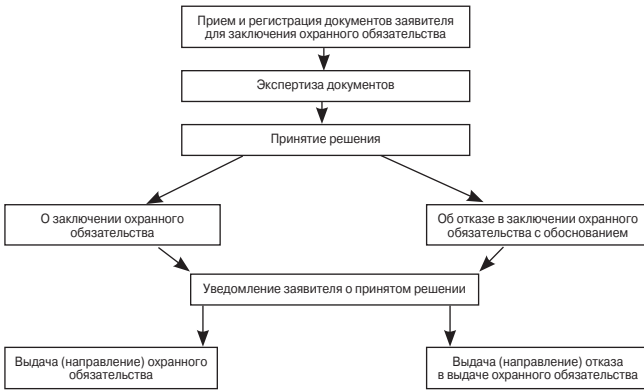 Прием и регистрация документов заявителя
для заключения охранного обязательства
Экспертиза документов
Принятие решения
О заключении охранного
обязательства
Об отказе в заключении охранного
обязательства с обоснованием
Уведомление заявителя о принятом решении
Выдача (направление) охранного
обязательства
Выдача (направление) отказа
в выдаче охранного обязательства